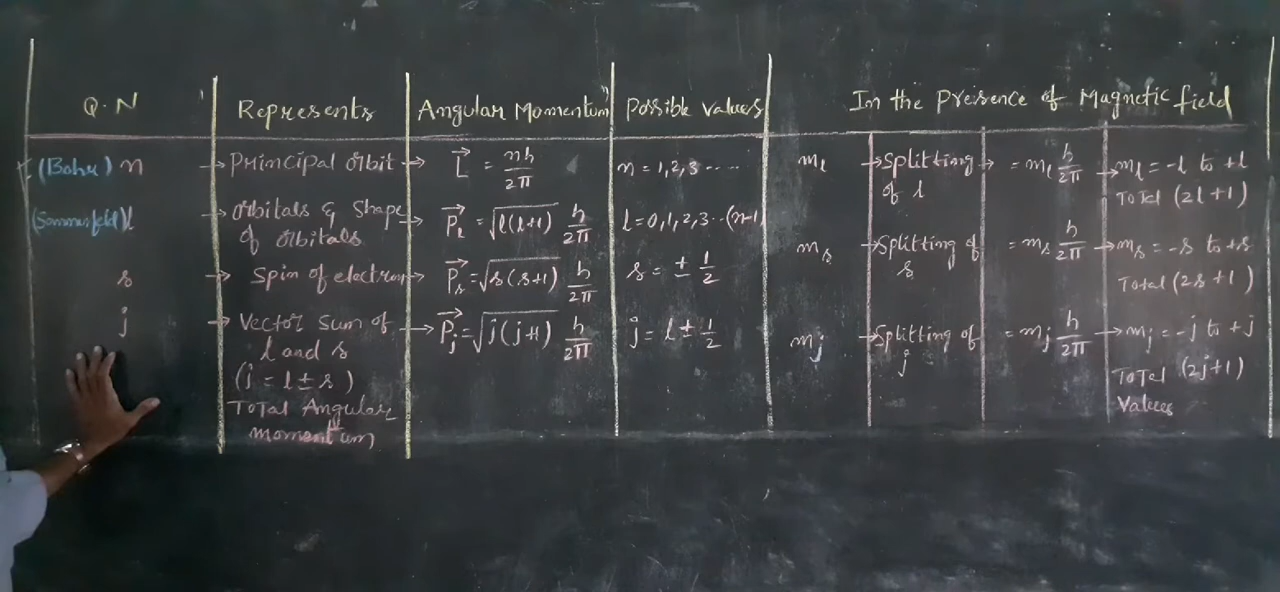 Q.N Represents Angular Momentum Possible values In the Preisence of Magnetic field
(Bohr) n → Principal orbit → L⃗ = nh/2π n = 1,2,3 ..... mₗ → Splitting of l → = mₗ h/2π → mₗ = -l to +l
Total (2l+1)
(Sommerfeld) l → Orbitals & Shape of orbitals → P⃗ₗ = √l(l+1) h/2π l = 0,1,2,3 .. (n-1) mₛ → Splitting of s = mₛ h/2π → mₛ = -s to +s
Total (2s+1)
s → Spin of electron → P⃗ₛ = √s(s+1) h/2π s = ± 1/2
j → Vector sum of l and s → P⃗ⱼ = √j(j+1) h/2π j = l ± 1/2 mⱼ → Splitting of j = mⱼ h/2π → mⱼ = -j to +j
(j = l ± s) Total (2j+1)
Total Angular Values
momentum